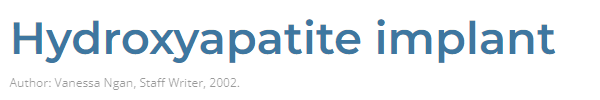 Hydroxyapatite implant
Author: Vanessa Ngan, Staff Writer, 2002.